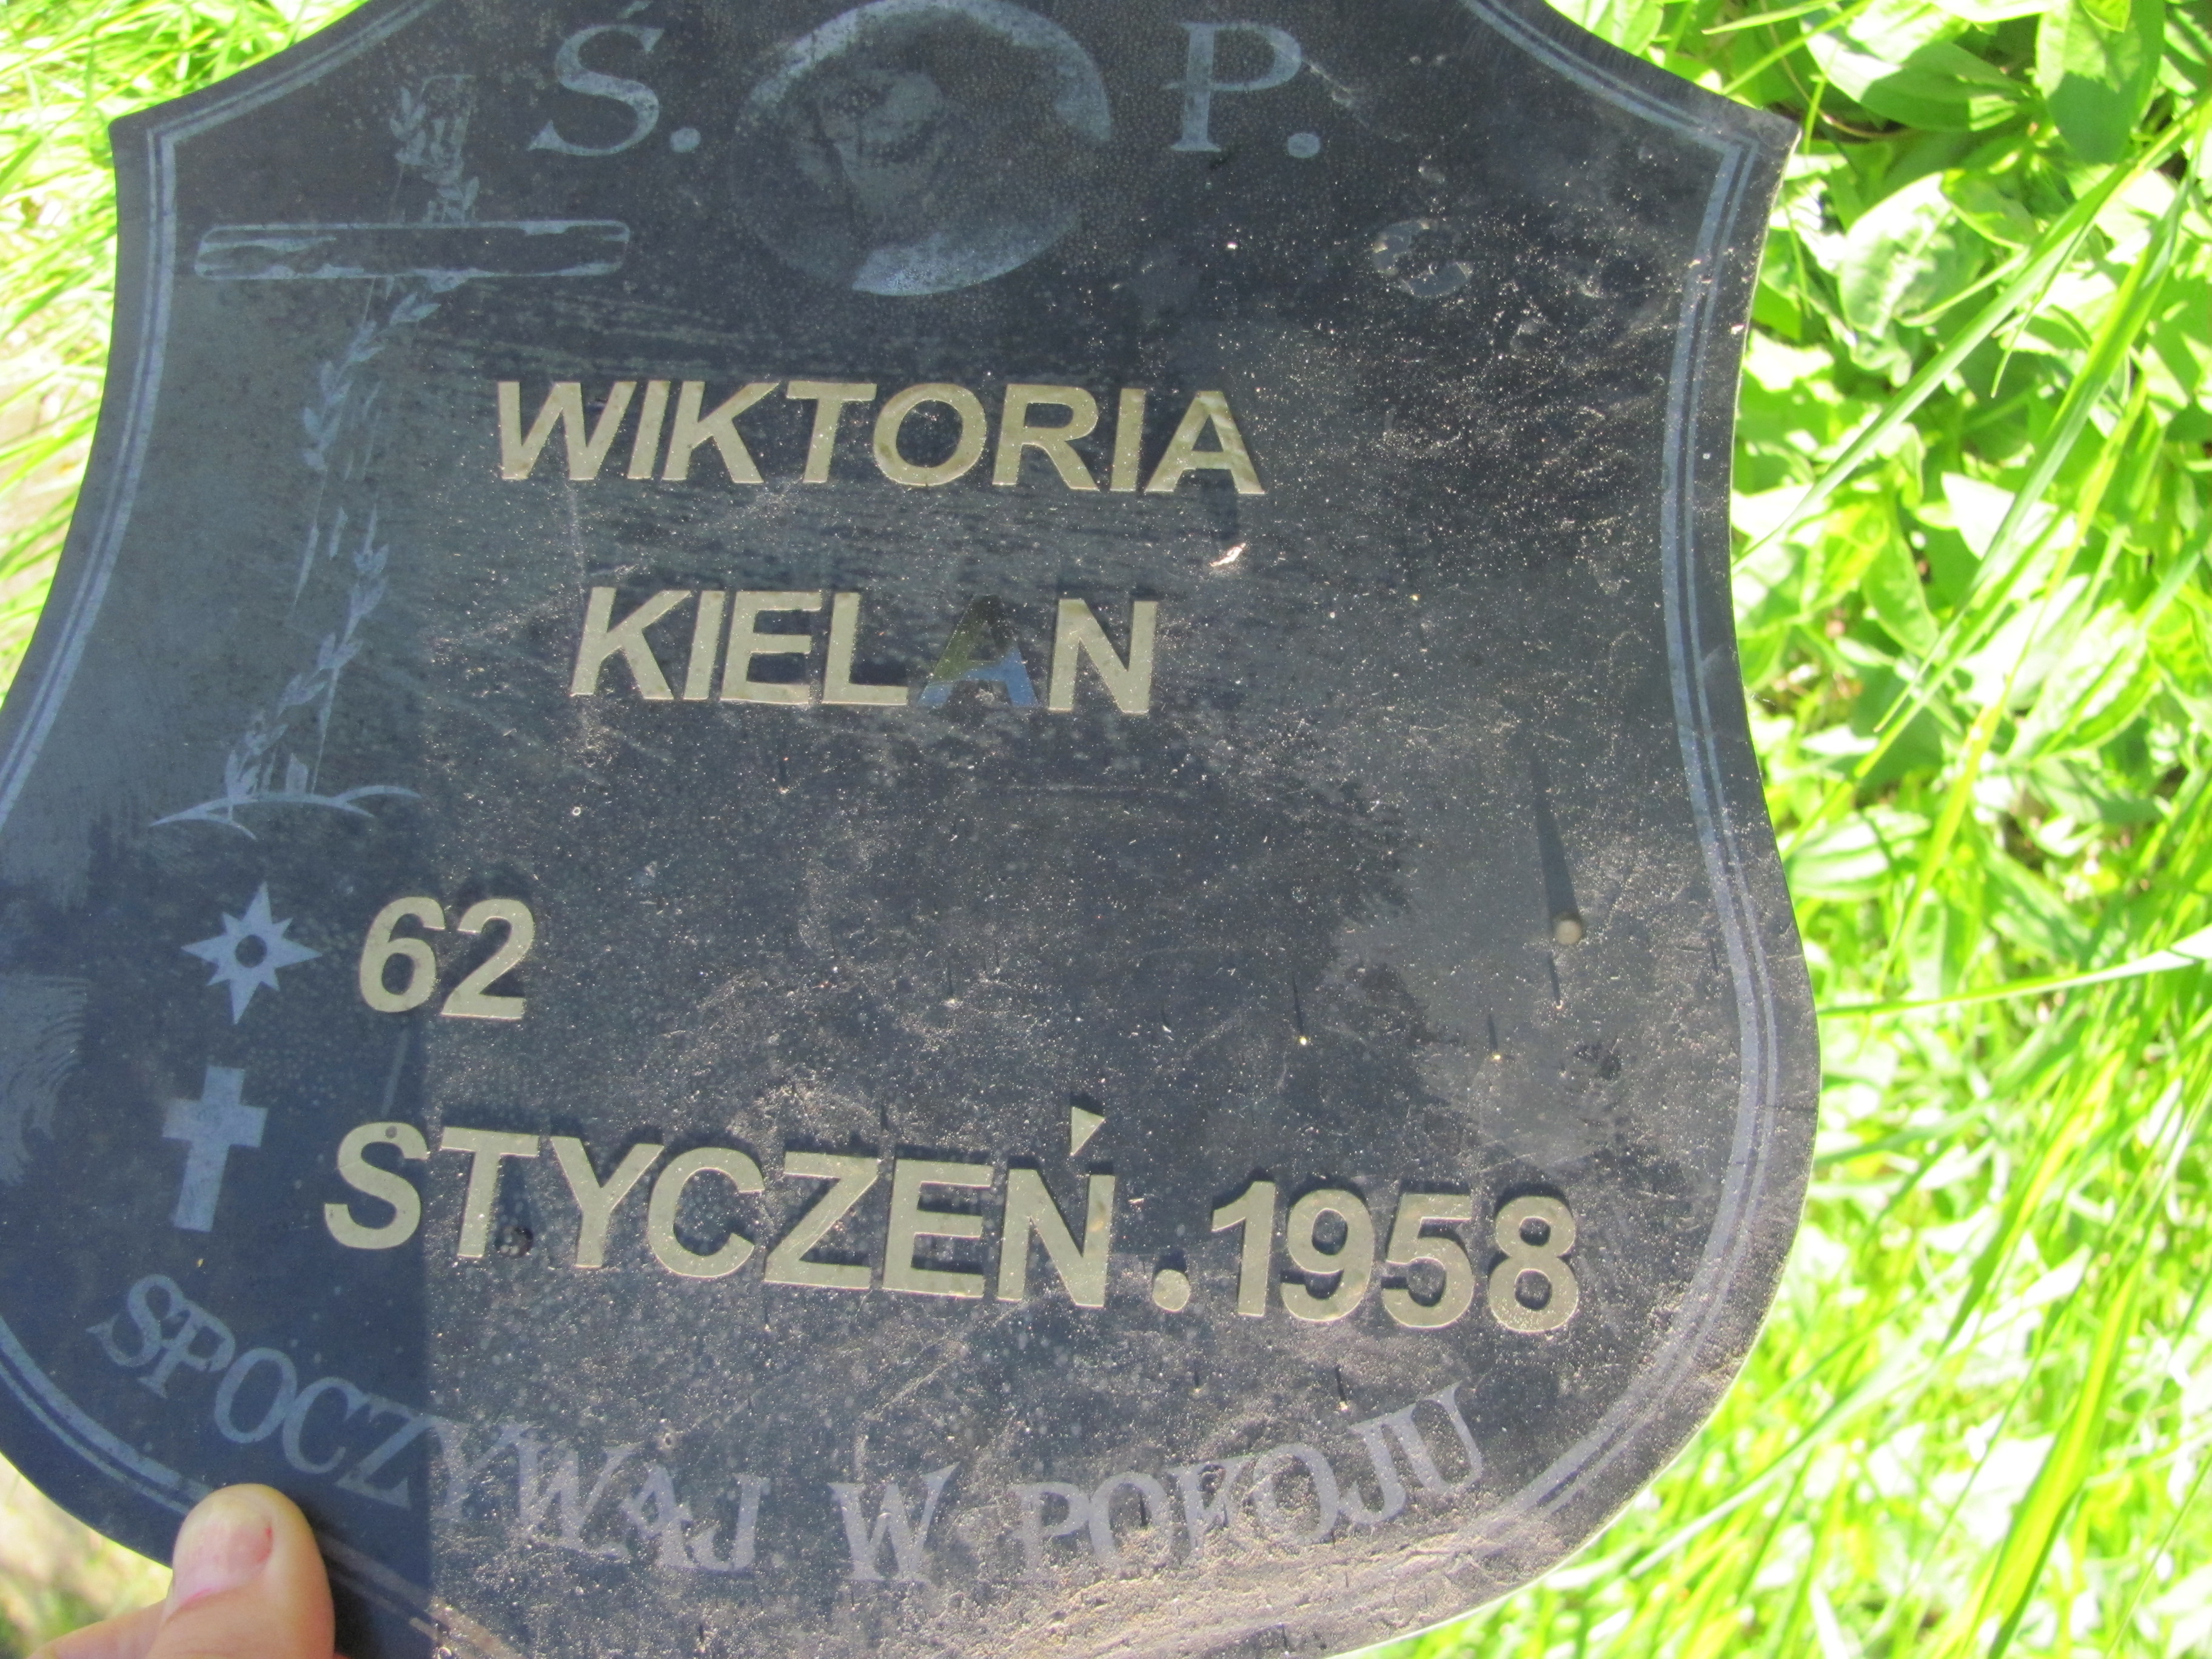 Ś. P.
WIKTORIA
KIELAN
62
STYCZEŃ.1958
SPOCZYWAJ W POKOJU